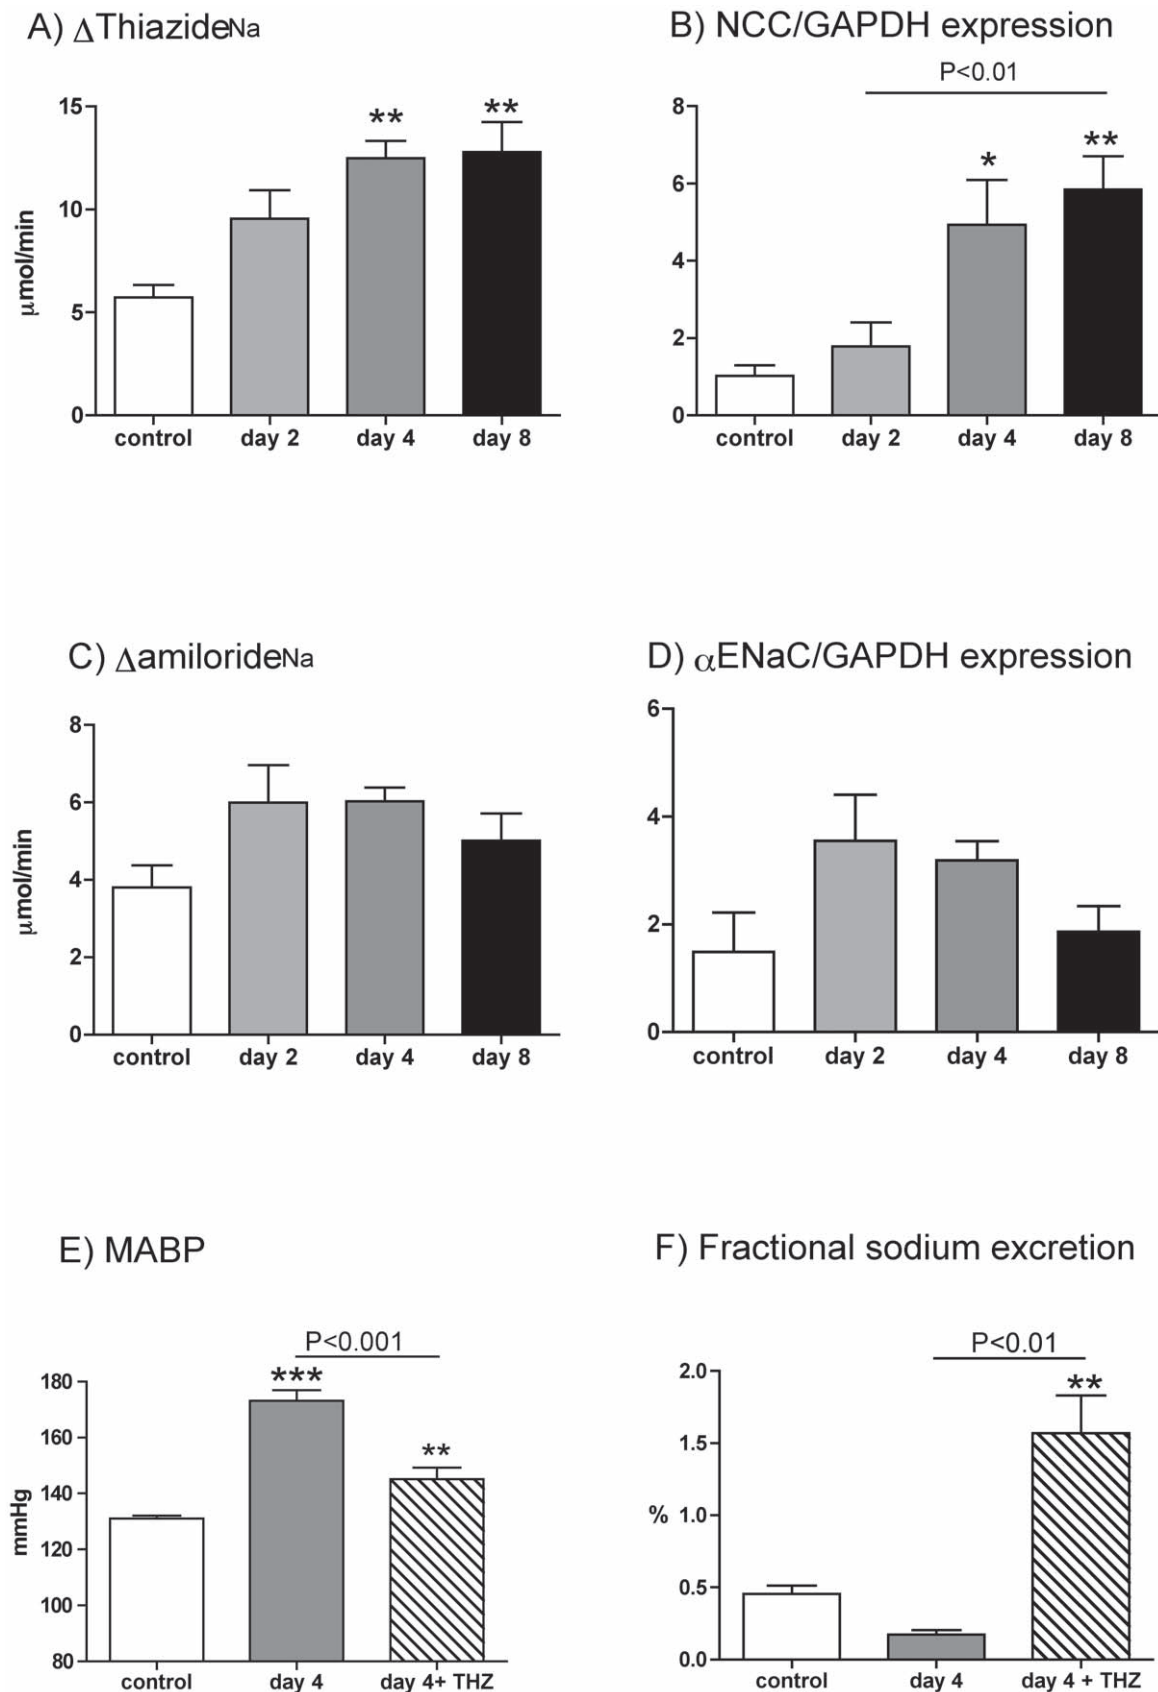 A) ΔThiazideNa
B) NCC/GAPDH expression
P<0.01
15
10
5
0
μmol/min
**
**
control
day 2
day 4
day 8
8
6
4
2
0
*
**
control
day 2
day 4
day 8
C) ΔamilorideNa
D) αENaC/GAPDH expression
8
6
4
2
0
μmol/min
control
day 2
day 4
day 8
6
4
2
0
control
day 2
day 4
day 8
E) MABP
F) Fractional sodium excretion
P<0.001
180
160
140
120
100
80
mmHg
***
**
control
day 4
day 4+ THZ
P<0.01
2.0
1.5
1.0
0.5
0.0
%
**
control
day 4
day 4 + THZ